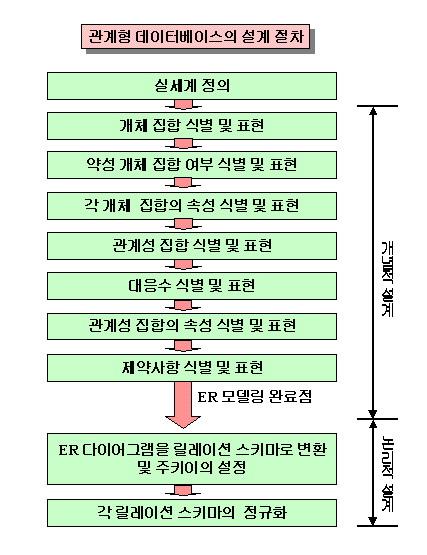 관계형 데이터베이스의 설계 절차
실세계 정의
개체 집합 식별 및 표현
약성 개체 집합 여부 식별 및 표현
각 개체 집합의 속성 식별 및 표현
관계성 집합 식별 및 표현
대응수 식별 및 표현
관계성 집합의 속성 식별 및 표현
제약사항 식별 및 표현
ER 모델링 완료점
개념적 설계
ER 다이어그램을 릴레이션 스키마로 변환
및 주키이의 설정
각 릴레이션 스키마의 정규화
논리적 설계